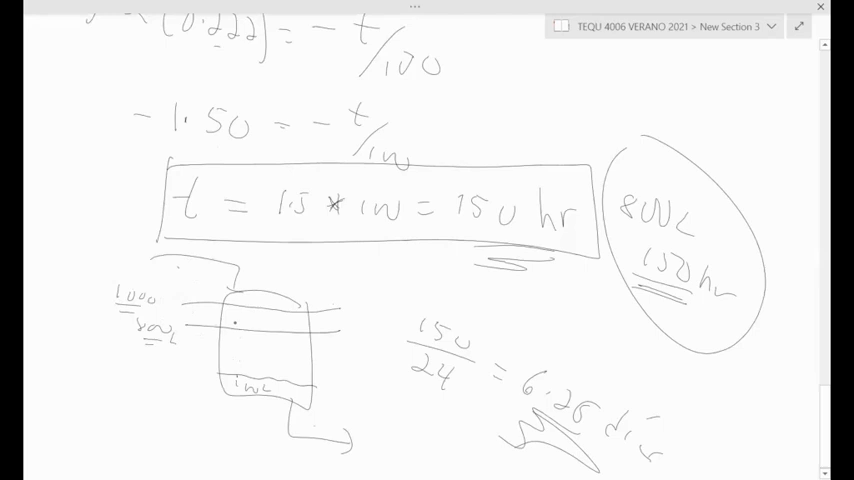 TEQU 4006 VERANO 2021 > New Section 3
(0.222) = - t/100
- 1.50 = - t/100
t = 1.5 * 100 = 150 hr
800L
150 hr
1000
800L
100L
150/24 = 6.25 días